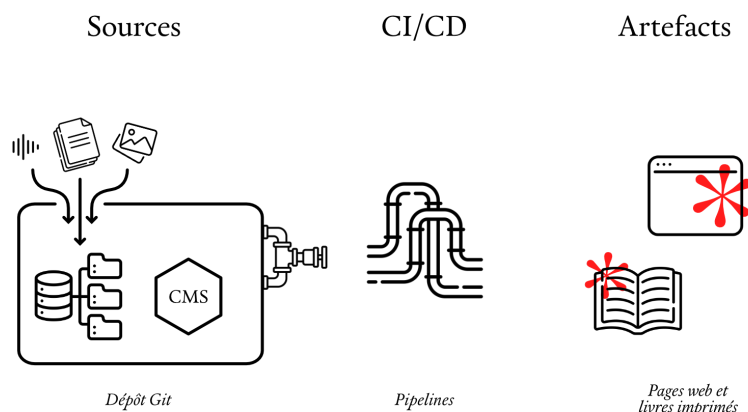 Sources
CI/CD
Artefacts
CMS
Dépôt Git
Pipelines
Pages web et
livres imprimés